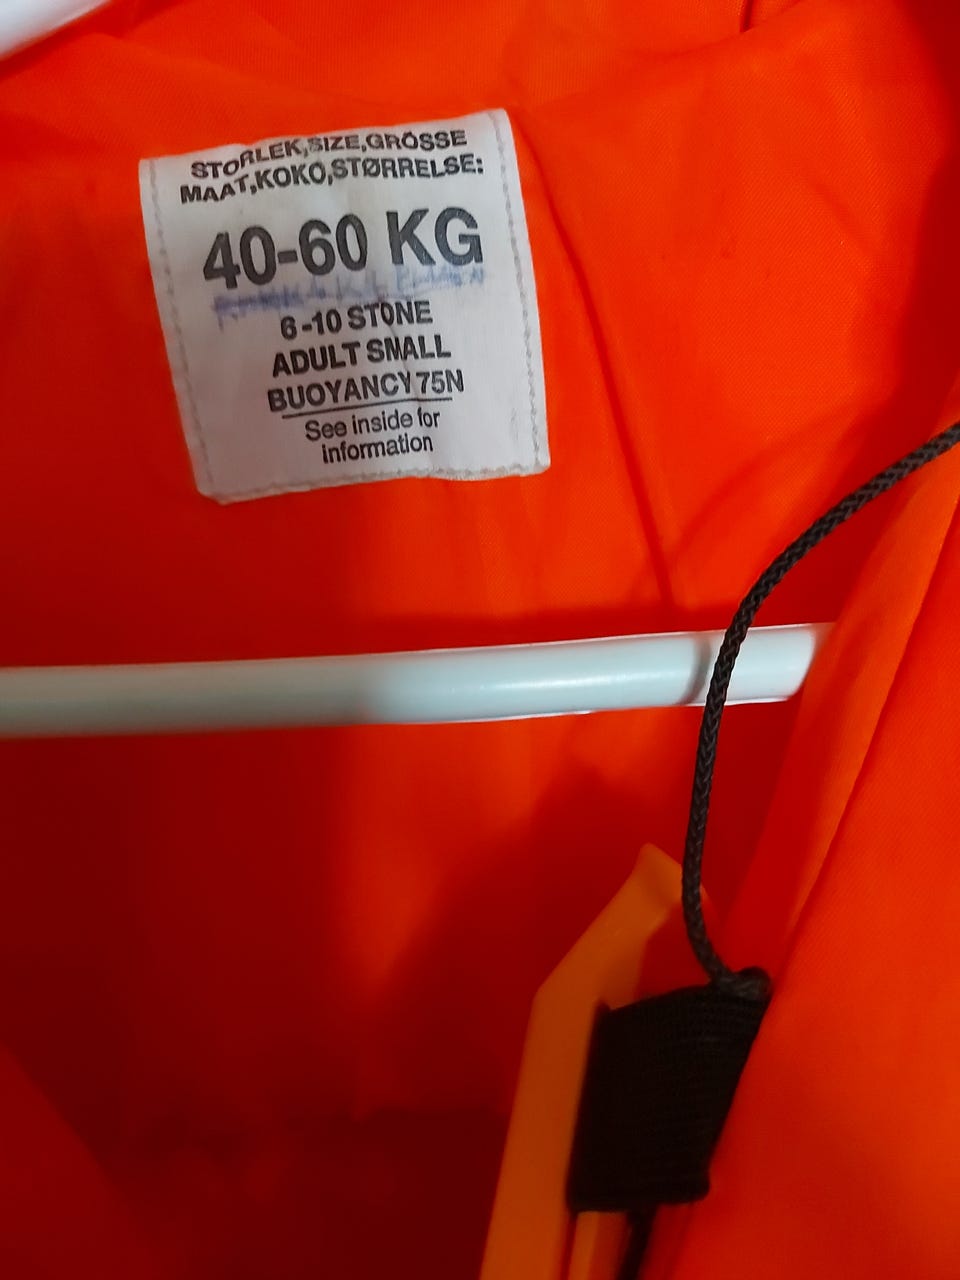 STORLEK,SIZE,GRÖSSE
MAAT,KOKO,STØRRELSE:
40-60 KG
6-10 STONE
ADULT SMALL
BUOYANCY 75N
See inside for
information